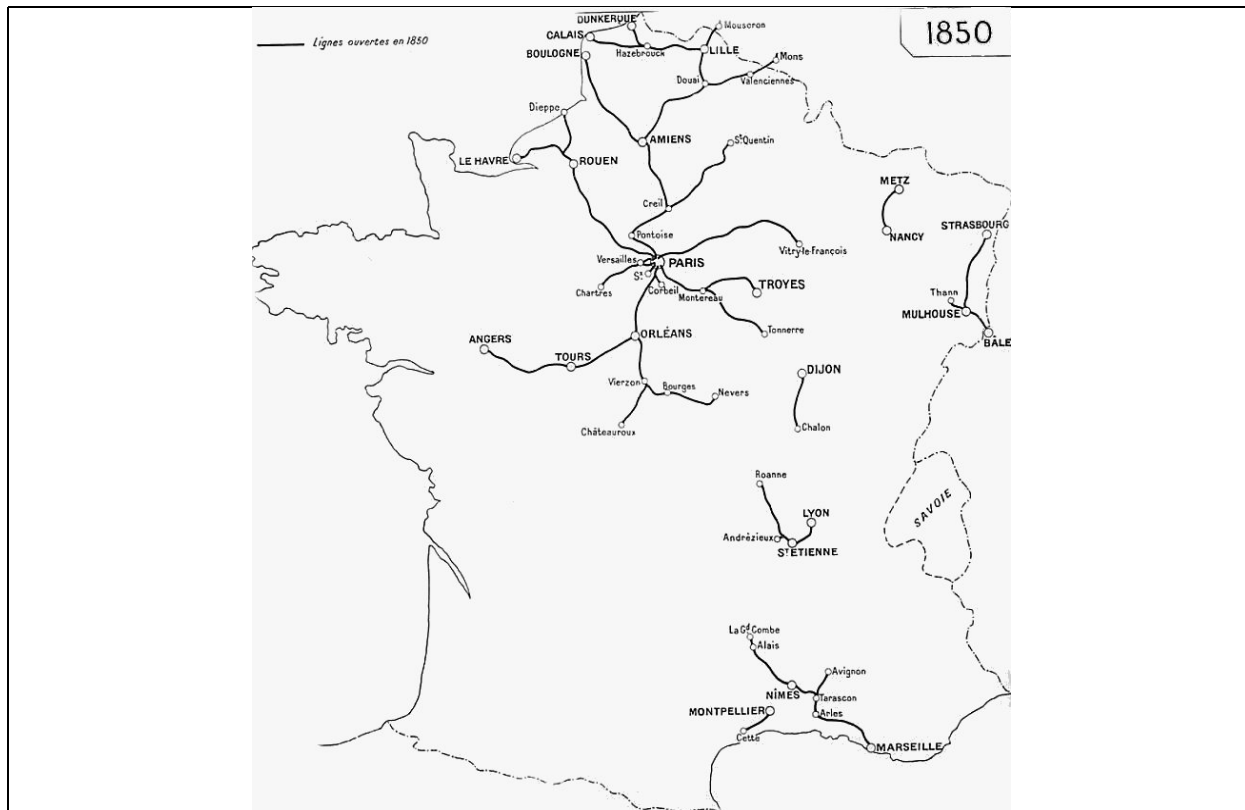 1850
Lignes ouvertes en 1850
DUNKERQUE
Mouscron
CALAIS
LILLE
Hazebrouck
BOULOGNE
Mons
Douai
Valenciennes
Dieppe
AMIENS
St Quentin
LE HAVRE
ROUEN
METZ
Creil
STRASBOURG
Pontoise
NANCY
Vitry-le-François
Versailles
PARIS
St
Corbeil
TROYES
Chartres
Montereau
Thann
MULHOUSE
Tonnerre
ORLÉANS
ANGERS
BÂLE
TOURS
DIJON
Vierzon
Bourges
Nevers
Châteauroux
Chalon
Roanne
SAVOIE
LYON
Andrézieux
St ETIENNE
La Gd Combe
Alais
Avignon
NÎMES
Tarascon
MONTPELLIER
Arles
Cette
MARSEILLE